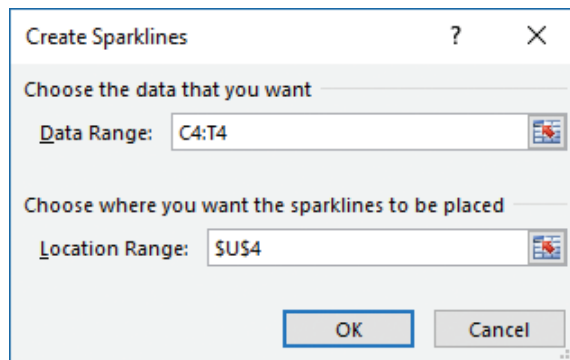 Create Sparklines ? ×
Choose the data that you want
Data Range: C4:T4
Choose where you want the sparklines to be placed
Location Range: $U$4
OK Cancel